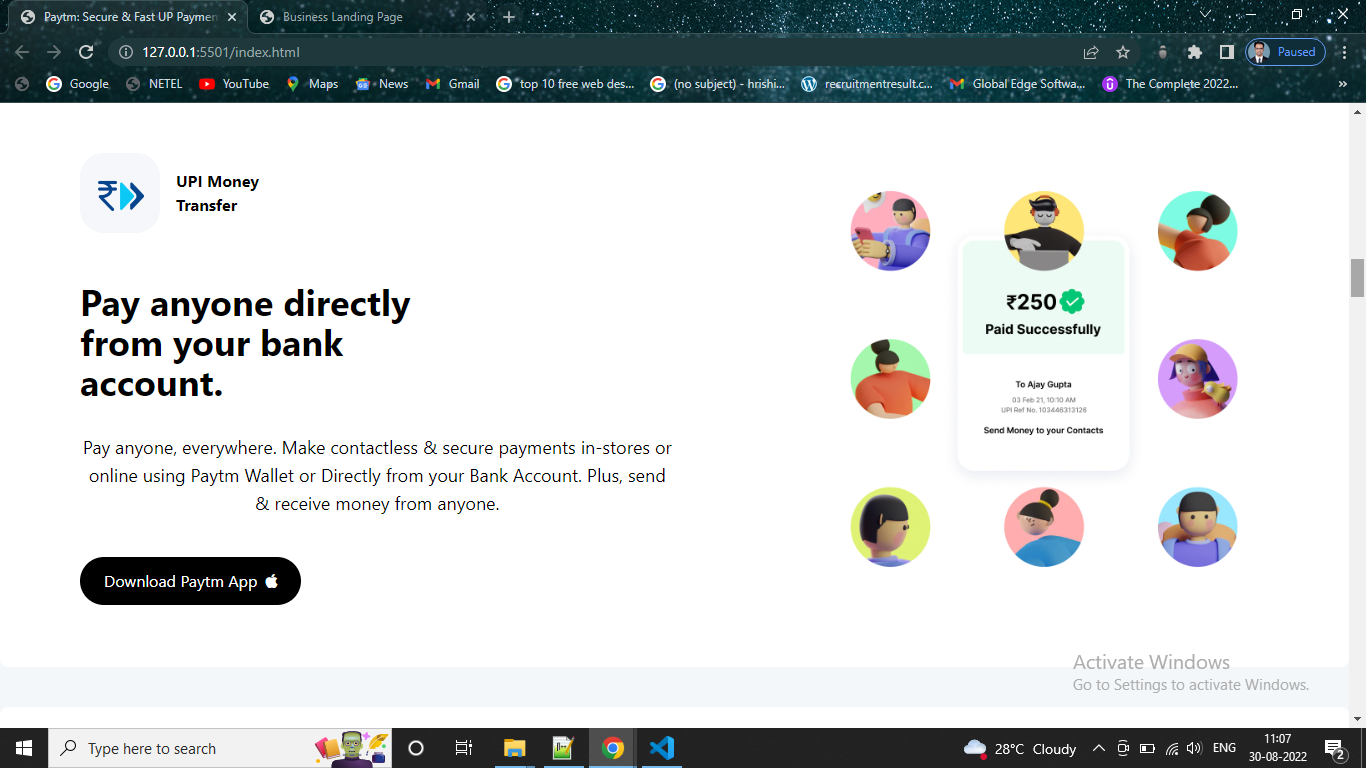 Paytm: Secure & Fast UP Paymen
Business Landing Page
127.0.0.1:5501/index.html
Paused
Google
NETEL
YouTube
Maps
News
Gmail
top 10 free web des...
(no subject) - hrishi...
recruitmentresult.c...
Global Edge Softwa...
The Complete 2022...
»
UPI Money
Transfer
Pay anyone directly
from your bank
account.
Pay anyone, everywhere. Make contactless & secure payments in-stores or
online using Paytm Wallet or Directly from your Bank Account. Plus, send
& receive money from anyone.
Download Paytm App
₹250
Paid Successfully
To Ajay Gupta
03 Feb 21, 10:10 AM
UPI Ref No. 103446313126
Send Money to your Contacts
Activate Windows
Go to Settings to activate Windows.
Type here to search
28°C Cloudy
ENG
11:07
30-08-2022
2